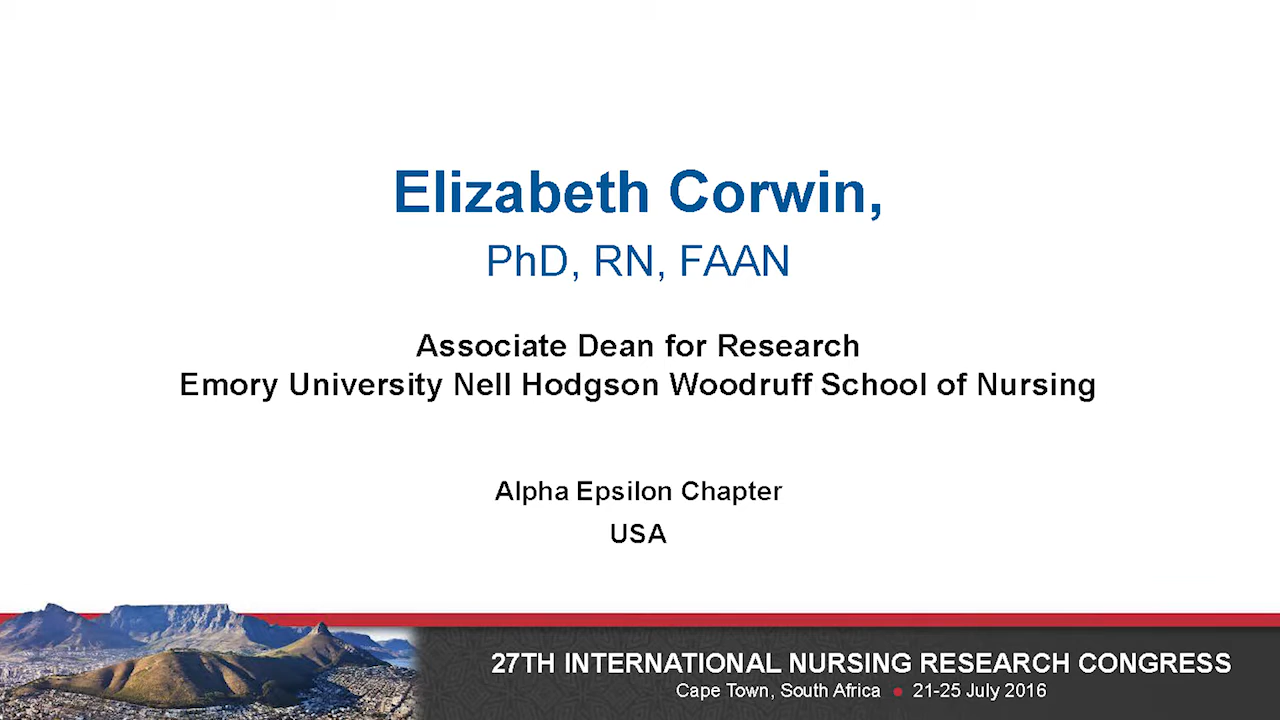 Elizabeth Corwin,
PhD, RN, FAAN
Associate Dean for Research
Emory University Nell Hodgson Woodruff School of Nursing
Alpha Epsilon Chapter
USA
27TH INTERNATIONAL NURSING RESEARCH CONGRESS
Cape Town, South Africa ● 21-25 July 2016